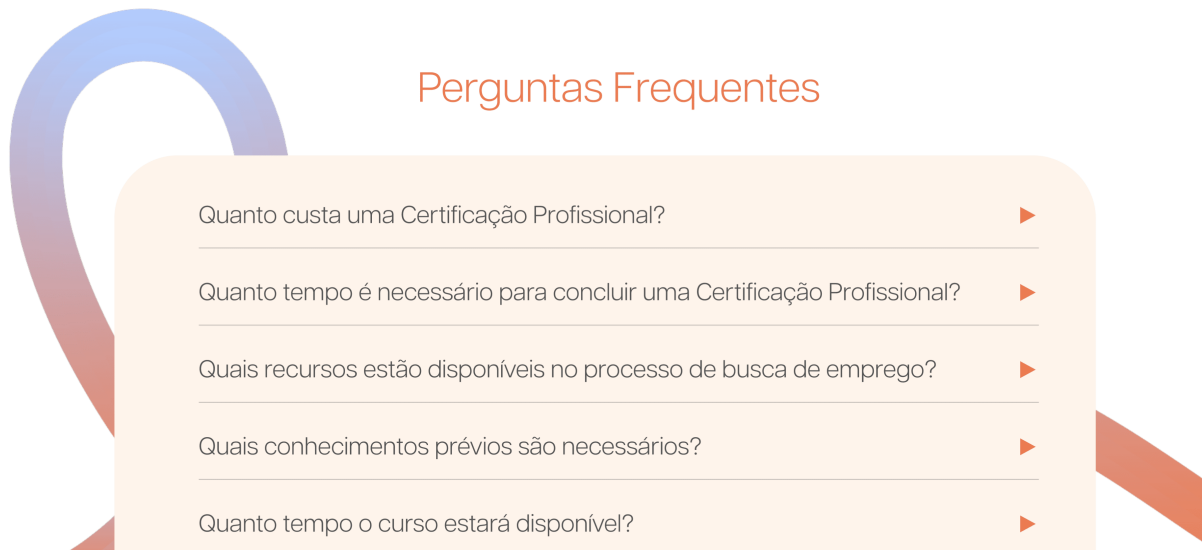 Perguntas Frequentes
Quanto custa uma Certificação Profissional?
Quanto tempo é necessário para concluir uma Certificação Profissional?
Quais recursos estão disponíveis no processo de busca de emprego?
Quais conhecimentos prévios são necessários?
Quanto tempo o curso estará disponível?